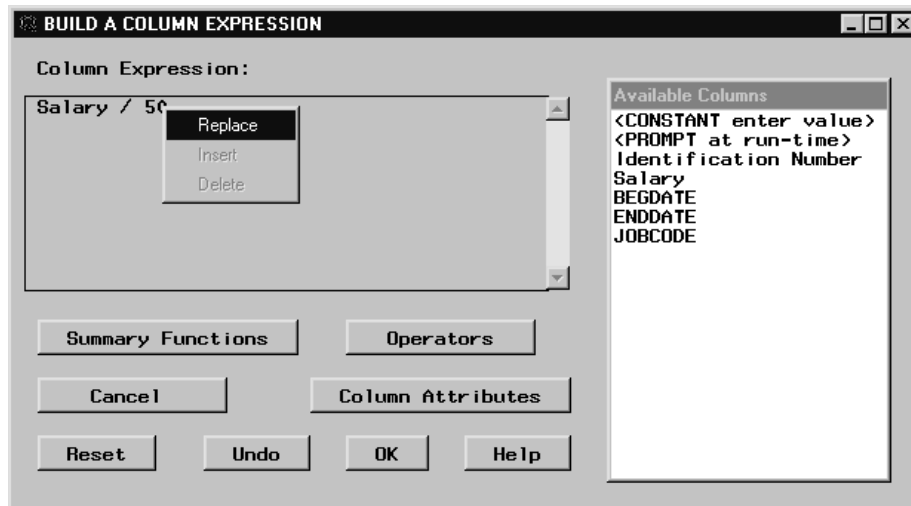 BUILD A COLUMN EXPRESSION
Column Expression:
Salary / 50
Replace
Insert
Delete
Available Columns
<CONSTANT enter value>
<PROMPT at run-time>
Identification Number
Salary
BEGDATE
ENDDATE
JOBCODE
Summary Functions
Operators
Cancel
Column Attributes
Reset
Undo
OK
Help